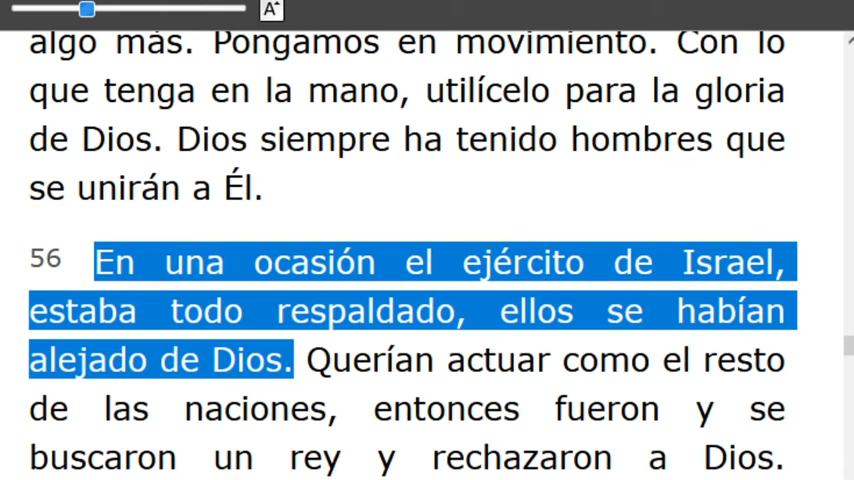 A
algo más. Pongamos en movimiento. Con lo
que tenga en la mano, utilícelo para la gloria
de Dios. Dios siempre ha tenido hombres que
se unirán a Él.
56 En una ocasión el ejército de Israel,
estaba todo respaldado, ellos se habían
alejado de Dios. Querían actuar como el resto
de las naciones, entonces fueron y se
buscaron un rey y rechazaron a Dios.